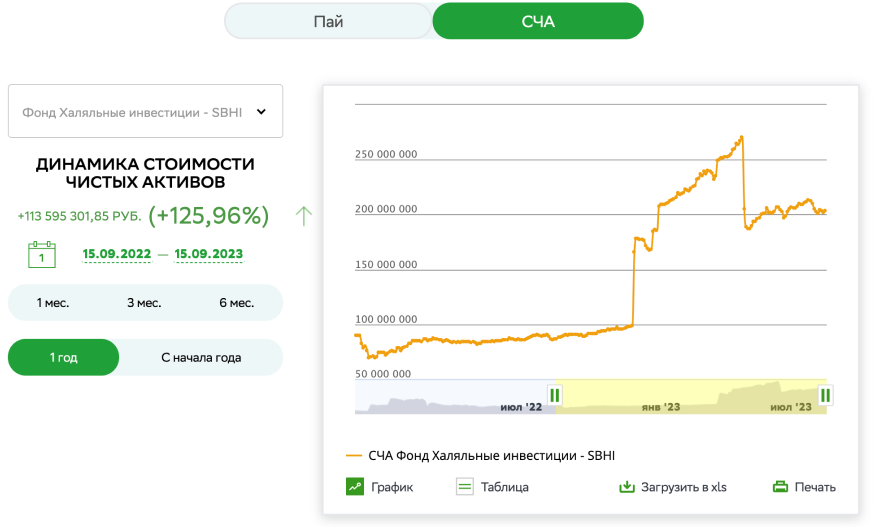 Пай
СЧА
Фонд Халяльные инвестиции - SBHI
ДИНАМИКА СТОИМОСТИ
ЧИСТЫХ АКТИВОВ
+113 595 301,85 РУБ. (+125,96%)
1
15.09.2022 — 15.09.2023
1 мес.
3 мес.
6 мес.
1 год
С начала года
250 000 000
200 000 000
150 000 000
100 000 000
50 000 000
июл '22
янв '23
июл '23
СЧА Фонд Халяльные инвестиции - SBHI
График
Таблица
Загрузить в xls
Печать